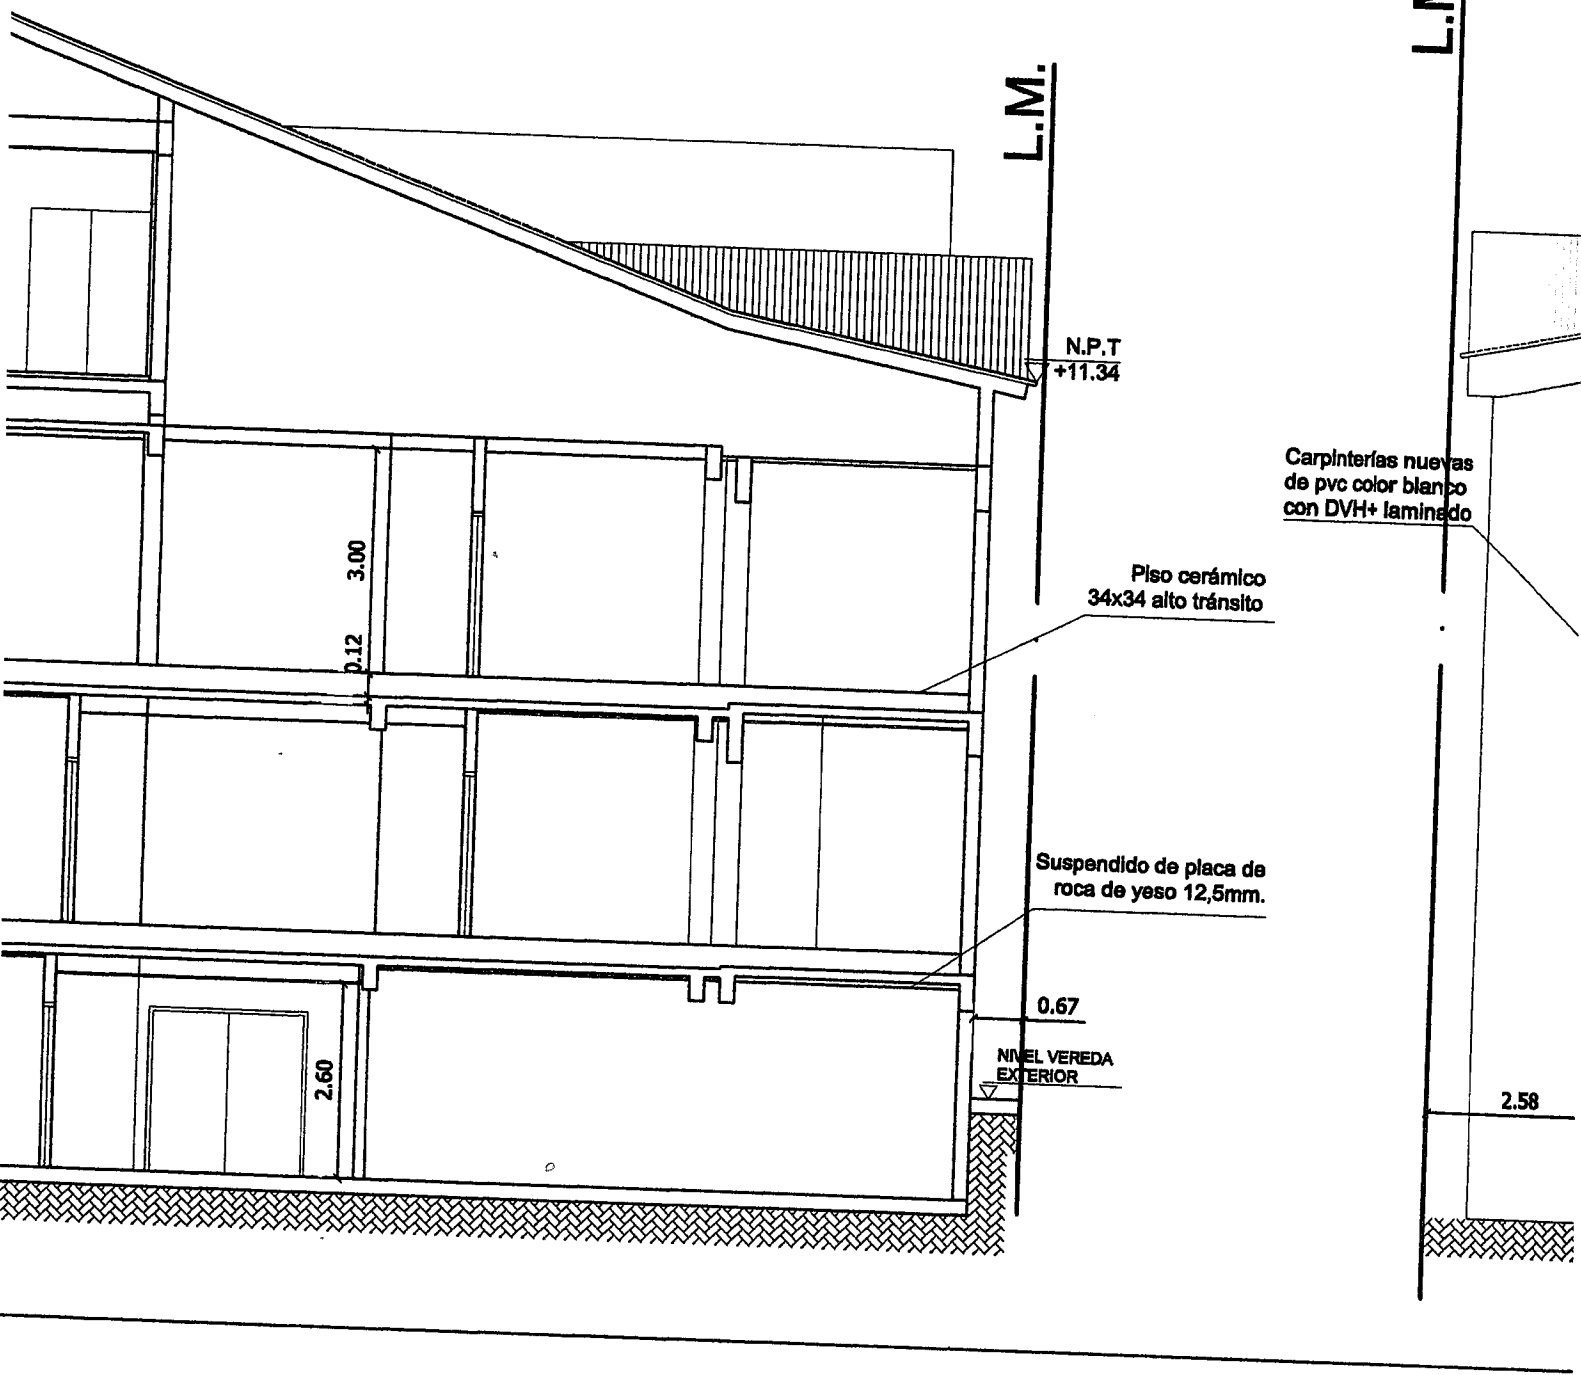 L.M.
N.P.T
+11.34
Carpinterías nuevas
de pvc color blanco
con DVH+ laminado
3.00
Piso cerámico
34x34 alto tránsito
0.12
Suspendido de placa de
roca de yeso 12,5mm.
0.67
NIVEL VEREDA
EXTERIOR
2.60
2.58